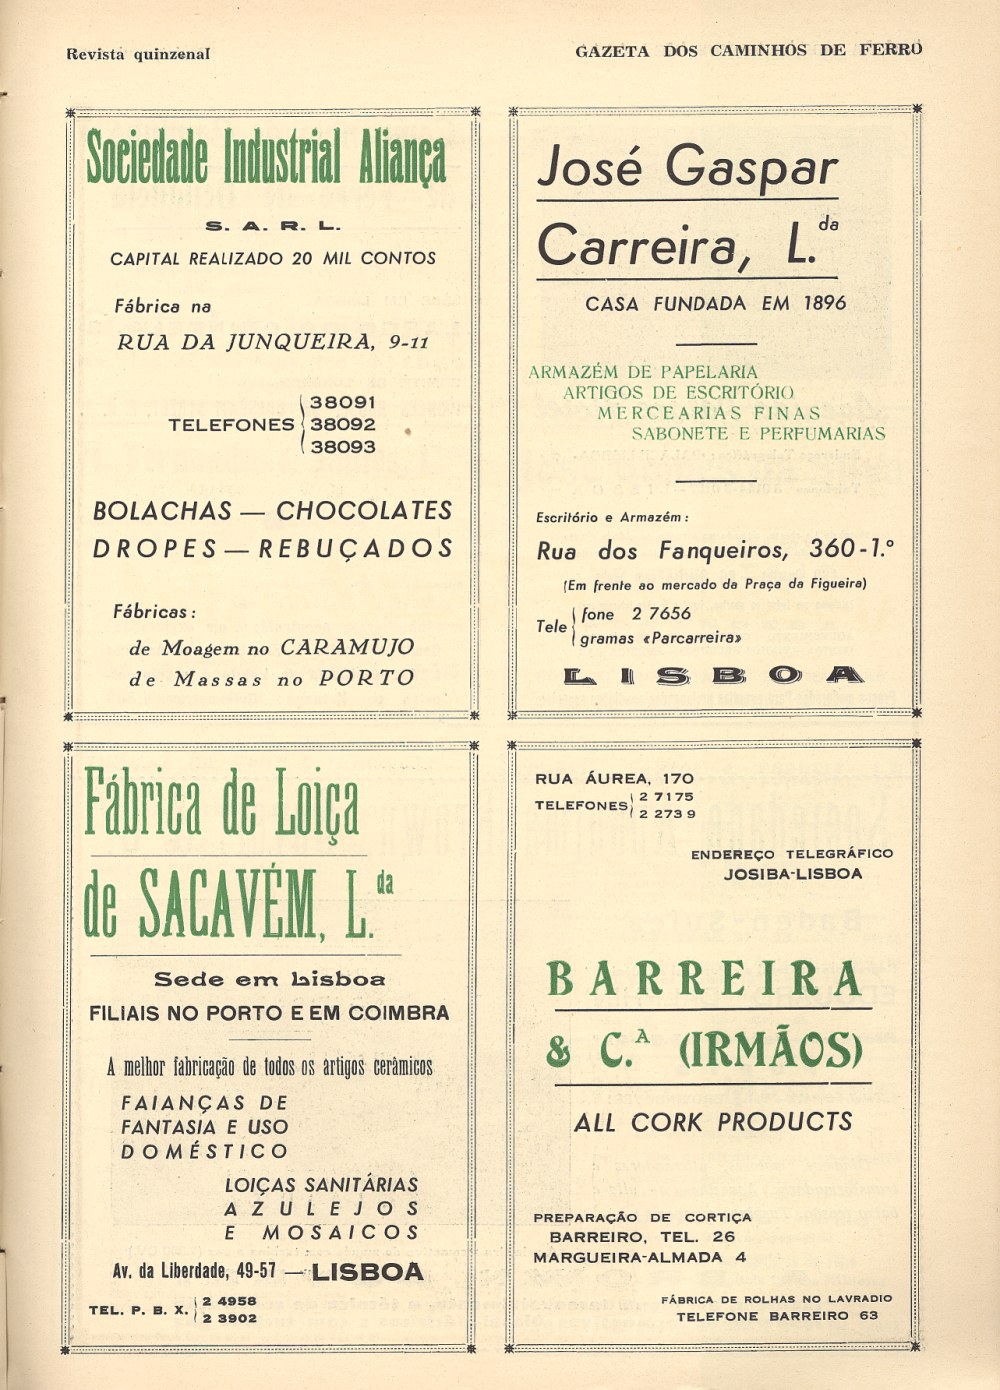 Revista quinzenal
GAZETA DOS CAMINHOS DE FERRO
Sociedade Industrial Aliança
S. A. R. L.
CAPITAL REALIZADO 20 MIL CONTOS
Fábrica na
RUA DA JUNQUEIRA, 9-11
TELEFONES
38091
38092
38093
BOLACHAS — CHOCOLATES
DROPES — REBUÇADOS
Fábricas:
de Moagem no CARAMUJO
de Massas no PORTO
José Gaspar
Carreira, L.da
CASA FUNDADA EM 1896
ARMAZÉM DE PAPELARIA
ARTIGOS DE ESCRITÓRIO
MERCEARIAS FINAS
SABONETE E PERFUMARIAS
Escritório e Armazém:
Rua dos Fanqueiros, 360-1.º
(Em frente ao mercado da Praça da Figueira)
Tele
fone 2 7656
gramas «Parcarreira»
LISBOA
Fábrica de Loiça
de SACAVÉM, L.da
Sede em Lisboa
FILIAIS NO PORTO E EM COIMBRA
A melhor fabricação de todos os artigos cerâmicos
FAIANÇAS DE
FANTASIA E USO
DOMÉSTICO
LOIÇAS SANITÁRIAS
AZULEJOS
E MOSAICOS
Av. da Liberdade, 49-57 — LISBOA
TEL. P. B. X.
2 4958
2 3902
RUA ÁUREA, 170
TELEFONES
2 7175
2 2739
ENDEREÇO TELEGRÁFICO
JOSIBA-LISBOA
BARREIRA
& C.A (IRMÃOS)
ALL CORK PRODUCTS
PREPARAÇÃO DE CORTIÇA
BARREIRO, TEL. 26
MARGUEIRA-ALMADA 4
FÁBRICA DE ROLHAS NO LAVRADIO
TELEFONE BARREIRO 63